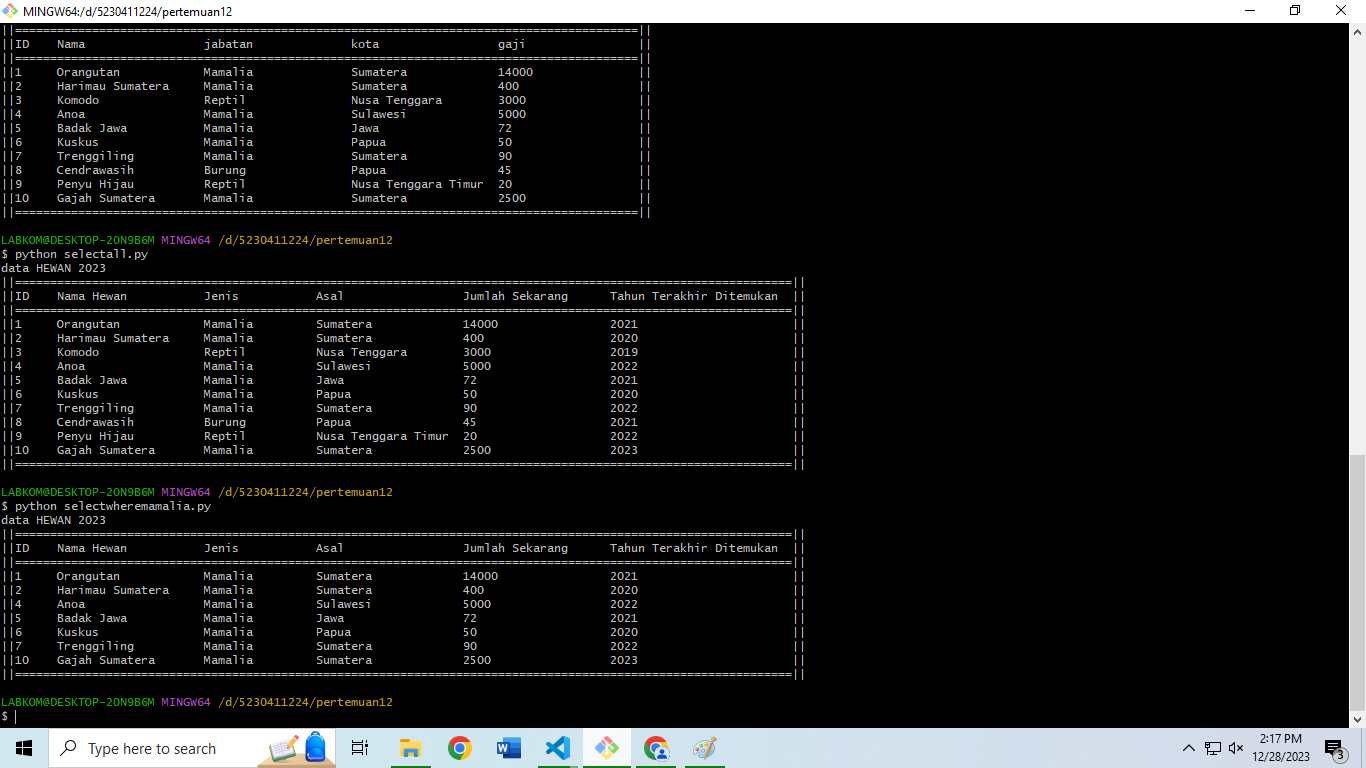 MINGW64:/d/5230411224/pertemuan12
||=========================================================================================||
||ID    Nama                 jabatan              kota                 gaji                ||
||=========================================================================================||
||1     Orangutan            Mamalia              Sumatera             14000               ||
||2     Harimau Sumatera     Mamalia              Sumatera             400                 ||
||3     Komodo               Reptil               Nusa Tenggara        3000                ||
||4     Anoa                 Mamalia              Sulawesi             5000                ||
||5     Badak Jawa           Mamalia              Jawa                 72                  ||
||6     Kuskus               Mamalia              Papua                50                  ||
||7     Trenggiling          Mamalia              Sumatera             90                  ||
||8     Cendrawasih          Burung               Papua                45                  ||
||9     Penyu Hijau          Reptil               Nusa Tenggara Timur  20                  ||
||10    Gajah Sumatera       Mamalia              Sumatera             2500                ||
||=========================================================================================||
LABKOM@DESKTOP-2ON9B6M MINGW64 /d/5230411224/pertemuan12
$ python selectall.py
data HEWAN 2023
||===============================================================================================================||
||ID    Nama Hewan           Jenis           Asal                 Jumlah Sekarang      Tahun Terakhir Ditemukan  ||
||===============================================================================================================||
||1     Orangutan            Mamalia         Sumatera             14000                2021                      ||
||2     Harimau Sumatera     Mamalia         Sumatera             400                  2020                      ||
||3     Komodo               Reptil          Nusa Tenggara        3000                 2019                      ||
||4     Anoa                 Mamalia         Sulawesi             5000                 2022                      ||
||5     Badak Jawa           Mamalia         Jawa                 72                   2021                      ||
||6     Kuskus               Mamalia         Papua                50                   2020                      ||
||7     Trenggiling          Mamalia         Sumatera             90                   2022                      ||
||8     Cendrawasih          Burung          Papua                45                   2021                      ||
||9     Penyu Hijau          Reptil          Nusa Tenggara Timur  20                   2022                      ||
||10    Gajah Sumatera       Mamalia         Sumatera             2500                 2023                      ||
||===============================================================================================================||
LABKOM@DESKTOP-2ON9B6M MINGW64 /d/5230411224/pertemuan12
$ python selectwheremamalia.py
data HEWAN 2023
||===============================================================================================================||
||ID    Nama Hewan           Jenis           Asal                 Jumlah Sekarang      Tahun Terakhir Ditemukan  ||
||===============================================================================================================||
||1     Orangutan            Mamalia         Sumatera             14000                2021                      ||
||2     Harimau Sumatera     Mamalia         Sumatera             400                  2020                      ||
||4     Anoa                 Mamalia         Sulawesi             5000                 2022                      ||
||5     Badak Jawa           Mamalia         Jawa                 72                   2021                      ||
||6     Kuskus               Mamalia         Papua                50                   2020                      ||
||7     Trenggiling          Mamalia         Sumatera             90                   2022                      ||
||10    Gajah Sumatera       Mamalia         Sumatera             2500                 2023                      ||
||===============================================================================================================||
LABKOM@DESKTOP-2ON9B6M MINGW64 /d/5230411224/pertemuan12
$
Type here to search
2:17 PM
12/28/2023
3